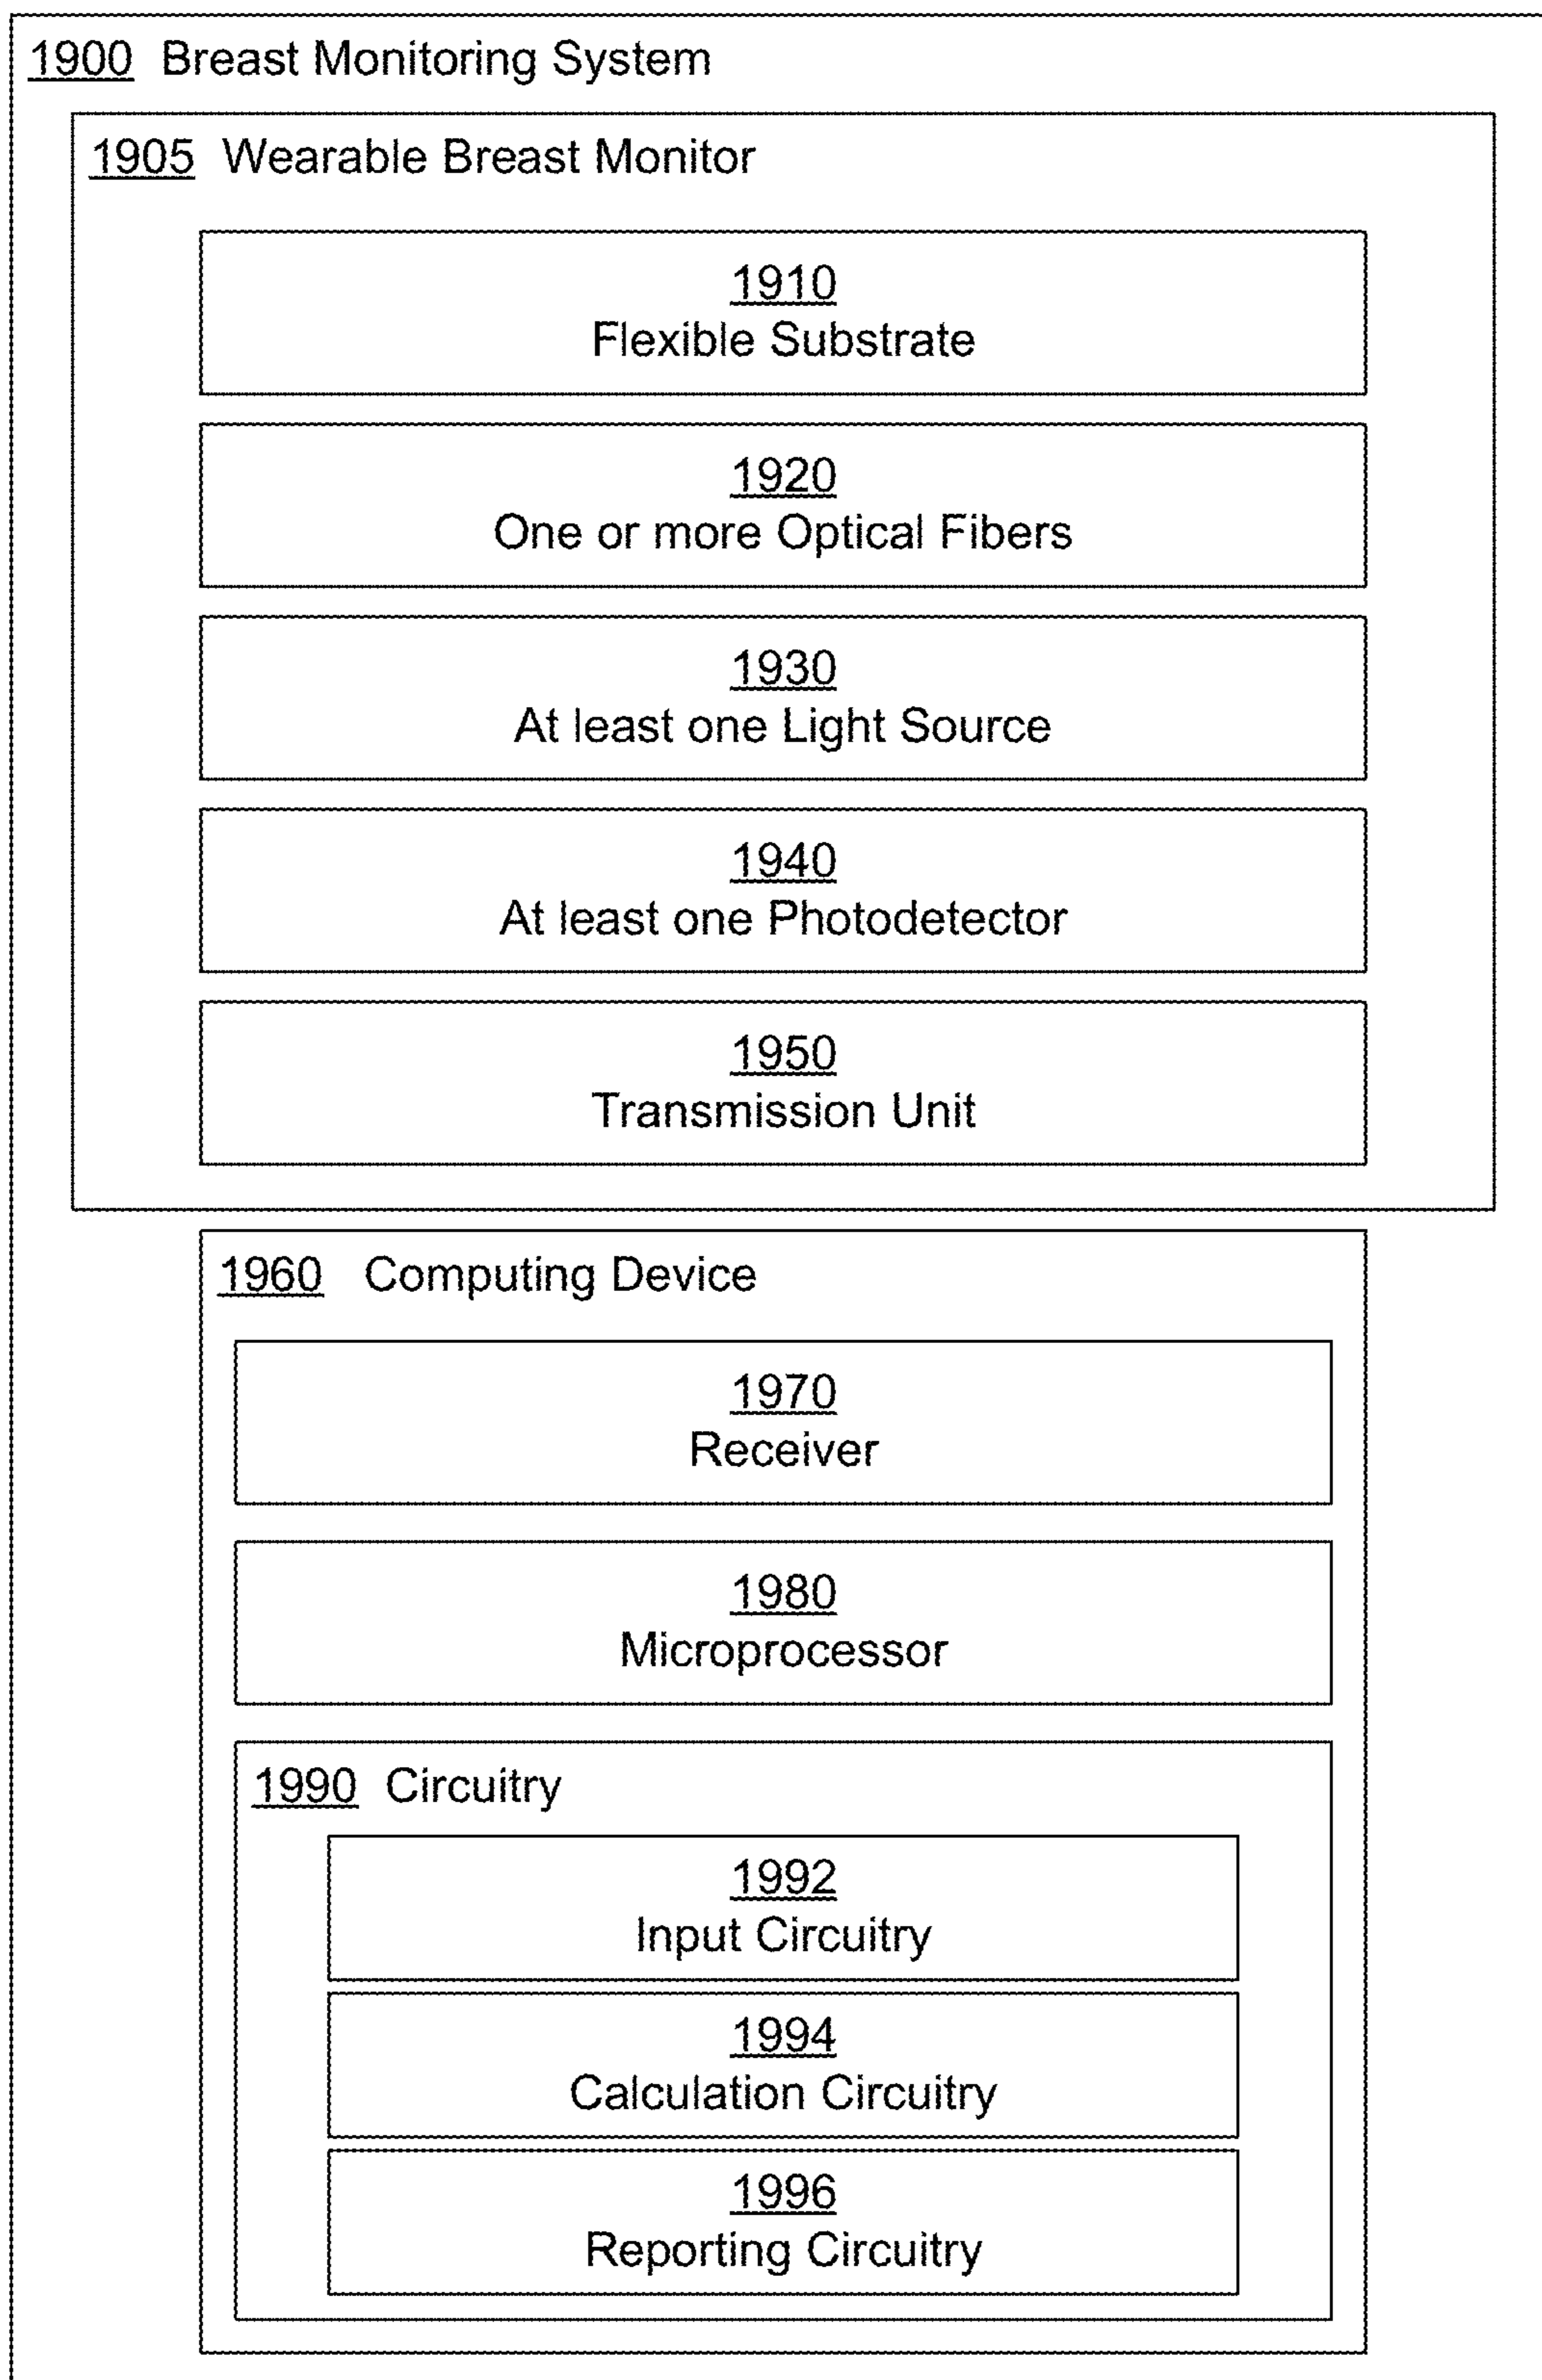 1900 Breast Monitoring System
1905 Wearable Breast Monitor
1910
Flexible Substrate
1920
One or more Optical Fibers
1930
At least one Light Source
1940
At least one Photodetector
1950
Transmission Unit
1960 Computing Device
1970
Receiver
1980
Microprocessor
1990 Circuitry
1992
Input Circuitry
1994
Calculation Circuitry
1996
Reporting Circuitry